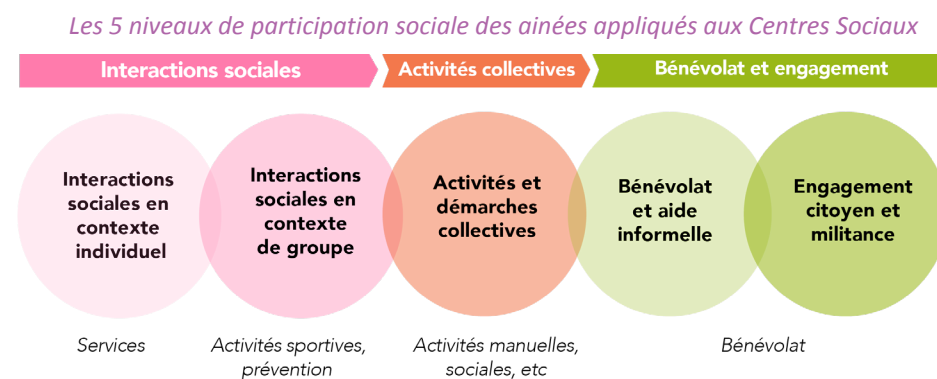 Les 5 niveaux de participation sociale des ainées appliqués aux Centres Sociaux
Interactions sociales
Activités collectives
Bénévolat et engagement
Interactions
sociales en
contexte
individuel
Interactions
sociales en
contexte
de groupe
Activités et
démarches
collectives
Bénévolat
et aide
informelle
Engagement
citoyen et
militance
Services
Activités sportives,
prévention
Activités manuelles,
sociales, etc
Bénévolat